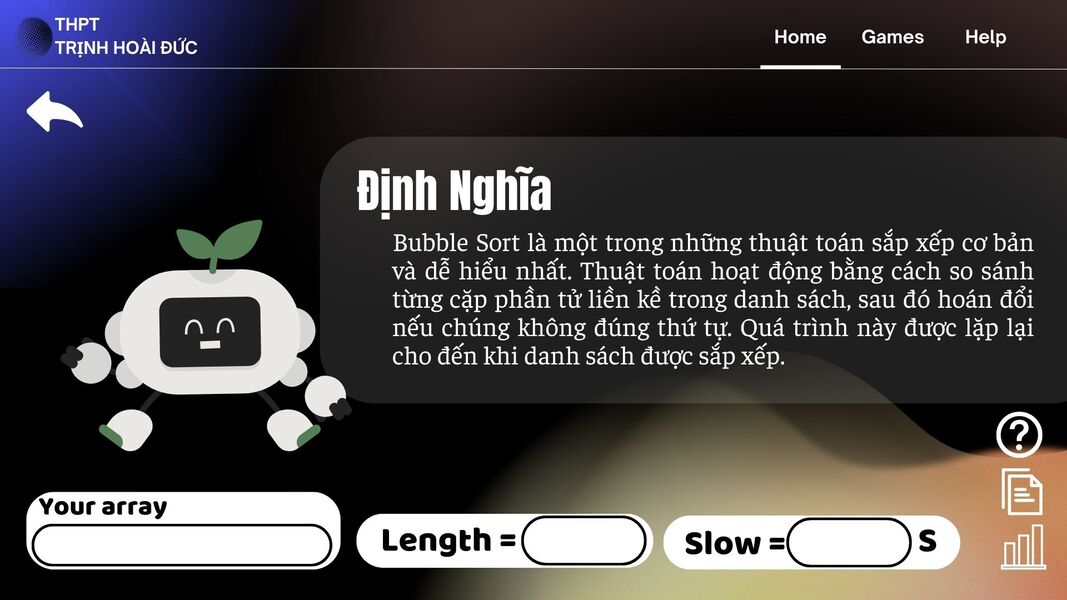 THPT
TRỊNH HOÀI ĐỨC
Home
Games
Help
Định Nghĩa
Bubble Sort là một trong những thuật toán sắp xếp cơ bản
và dễ hiểu nhất. Thuật toán hoạt động bằng cách so sánh
từng cặp phần tử liền kề trong danh sách, sau đó hoán đổi
nếu chúng không đúng thứ tự. Quá trình này được lặp lại
cho đến khi danh sách được sắp xếp.
Your array
Length =
Slow =
S
?